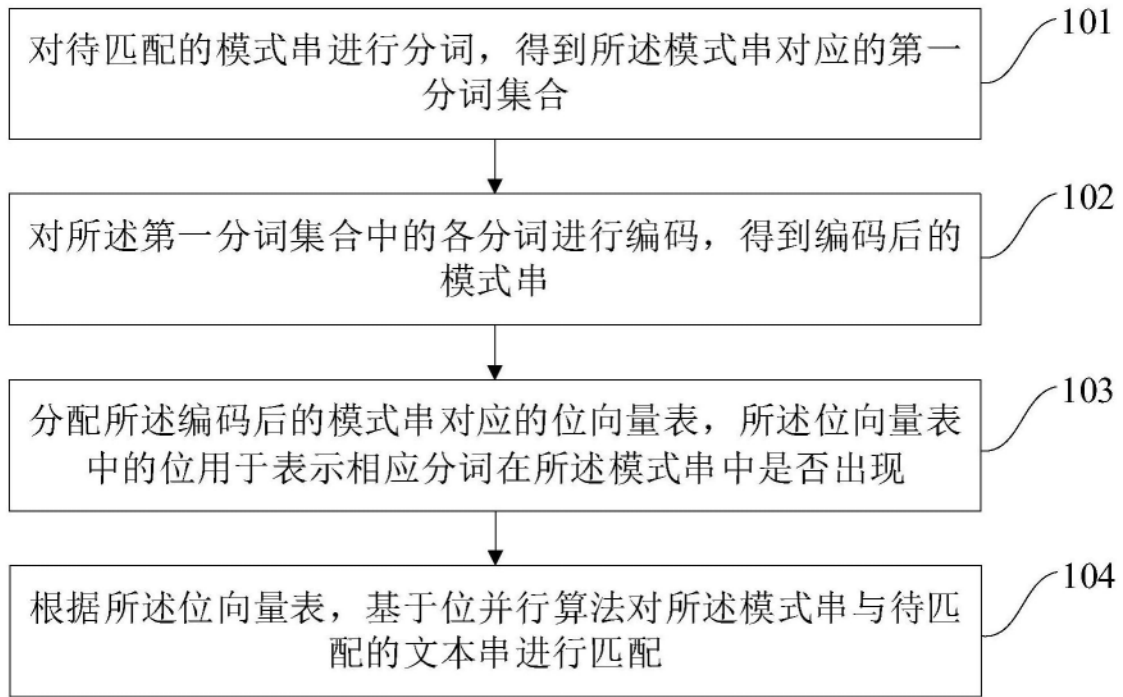 对待匹配的模式串进行分词，得到所述模式串对应的第一
分词集合
101
对所述第一分词集合中的各分词进行编码，得到编码后的
模式串
102
分配所述编码后的模式串对应的位向量表，所述位向量表
中的位用于表示相应分词在所述模式串中是否出现
103
根据所述位向量表，基于位并行算法对所述模式串与待匹
配的文本串进行匹配
104